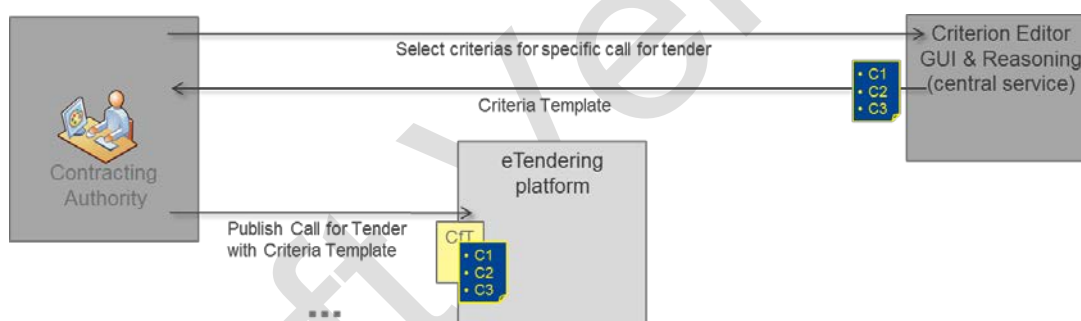 Select criterias for specific call for tender
Criterion Editor
GUI & Reasoning
(central service)
• C1
• C2
• C3
Criteria Template
Contracting
Authority
eTendering
platform
Publish Call for Tender
with Criteria Template
CfT
• C1
• C2
• C3
...